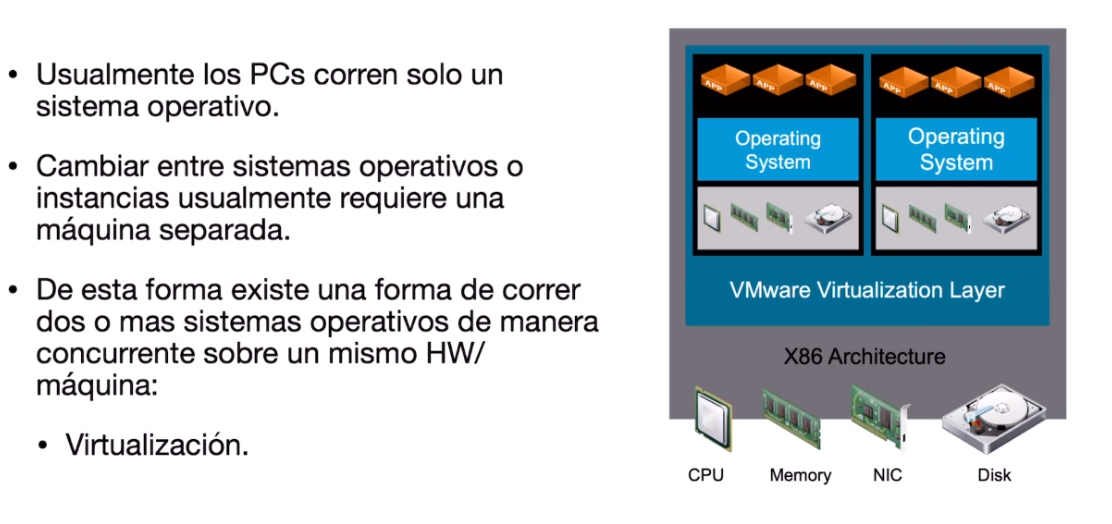 • Usualmente los PCs corren solo un
sistema operativo.
• Cambiar entre sistemas operativos o
instancias usualmente requiere una
máquina separada.
• De esta forma existe una forma de correr
dos o mas sistemas operativos de manera
concurrente sobre un mismo HW/
máquina:
• Virtualización.
APP APP APP APP APP APP
Operating
System
Operating
System
VMware Virtualization Layer
X86 Architecture
CPU Memory NIC Disk